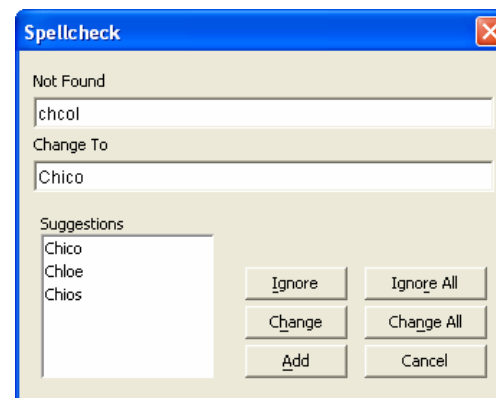 Spellcheck
Not Found
chcol
Change To
Chico
Suggestions
Chico
Chloe
Chios
Ignore Ignore All
Change Change All
Add Cancel